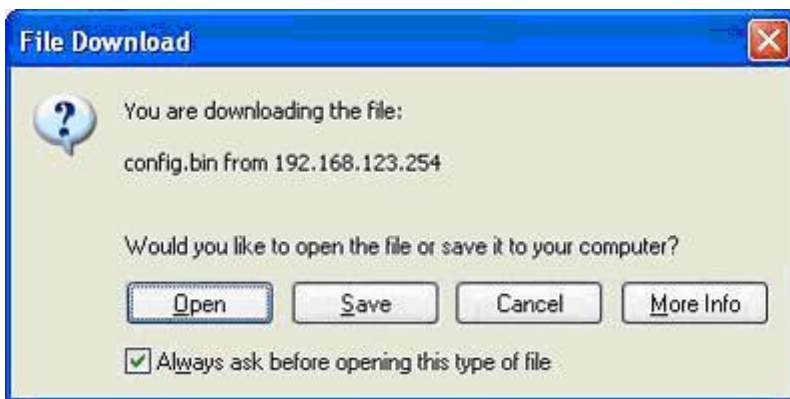 File Download
You are downloading the file:
config.bin from 192.168.123.254
Would you like to open the file or save it to your computer?
Open Save Cancel More Info
Always ask before opening this type of file